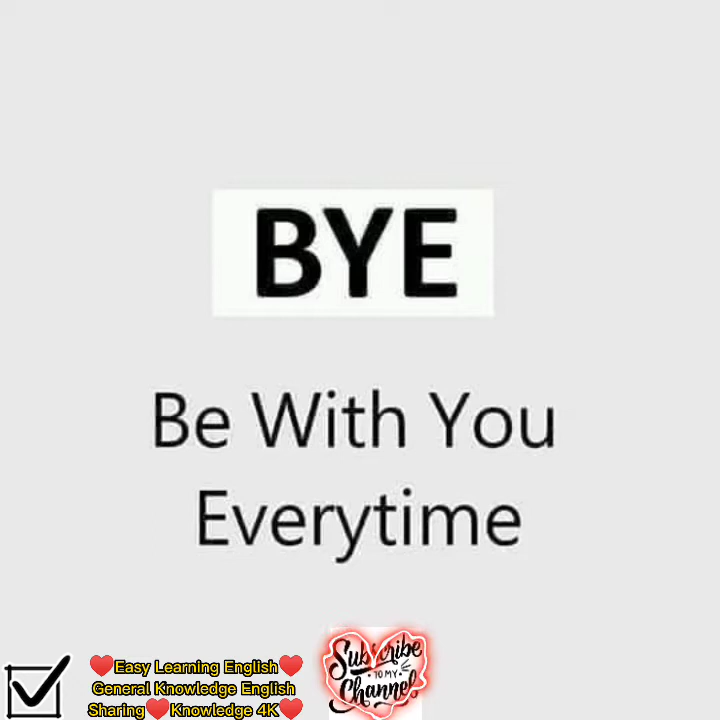 BYE
Be With You
Everytime
❤️Easy Learning English❤️
General Knowledge English
Sharing❤️Knowledge 4K❤️
Subscribe
TO MY
Channel